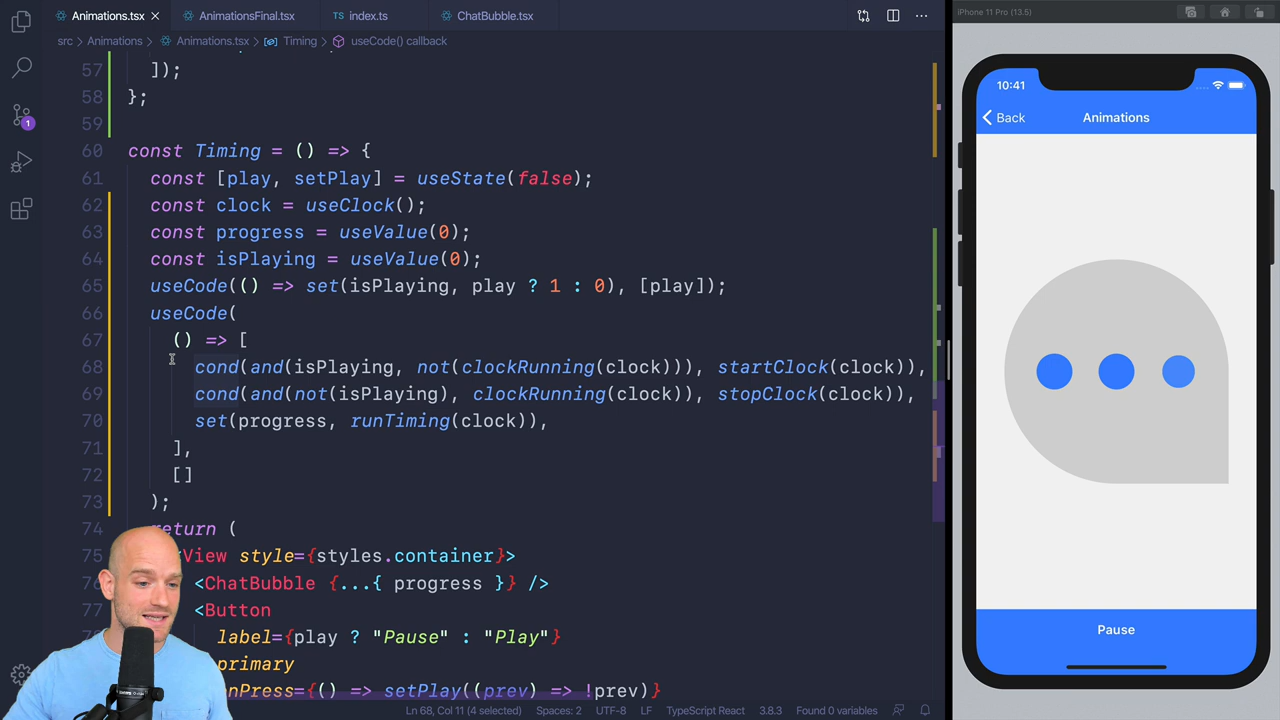 Animations.tsx
AnimationsFinal.tsx
TS index.ts
ChatBubble.tsx
iPhone 11 Pro (13.5)
src > Animations > Animations.tsx > Timing > useCode() callback
57 ]);
58 };
59
60 const Timing = () => {
61 const [play, setPlay] = useState(false);
62 const clock = useClock();
63 const progress = useValue(0);
64 const isPlaying = useValue(0);
65 useCode(() => set(isPlaying, play ? 1 : 0), [play]);
66 useCode(
67 () => [
68 cond(and(isPlaying, not(clockRunning(clock))), startClock(clock)),
69 cond(and(not(isPlaying), clockRunning(clock)), stopClock(clock)),
70 set(progress, runTiming(clock)),
71 ],
72 []
73 );
74 return (
75 View style={styles.container}>
76 <ChatBubble {...{ progress }} />
77 <Button
label={play ? "Pause" : "Play"}
primary
onPress={() => setPlay((prev) => !prev)}
1
Ln 68, Col 11 (4 selected)
Spaces: 2
UTF-8
LF
TypeScript React
3.8.3
Found 0 variables
10:41
Back
Animations
Pause